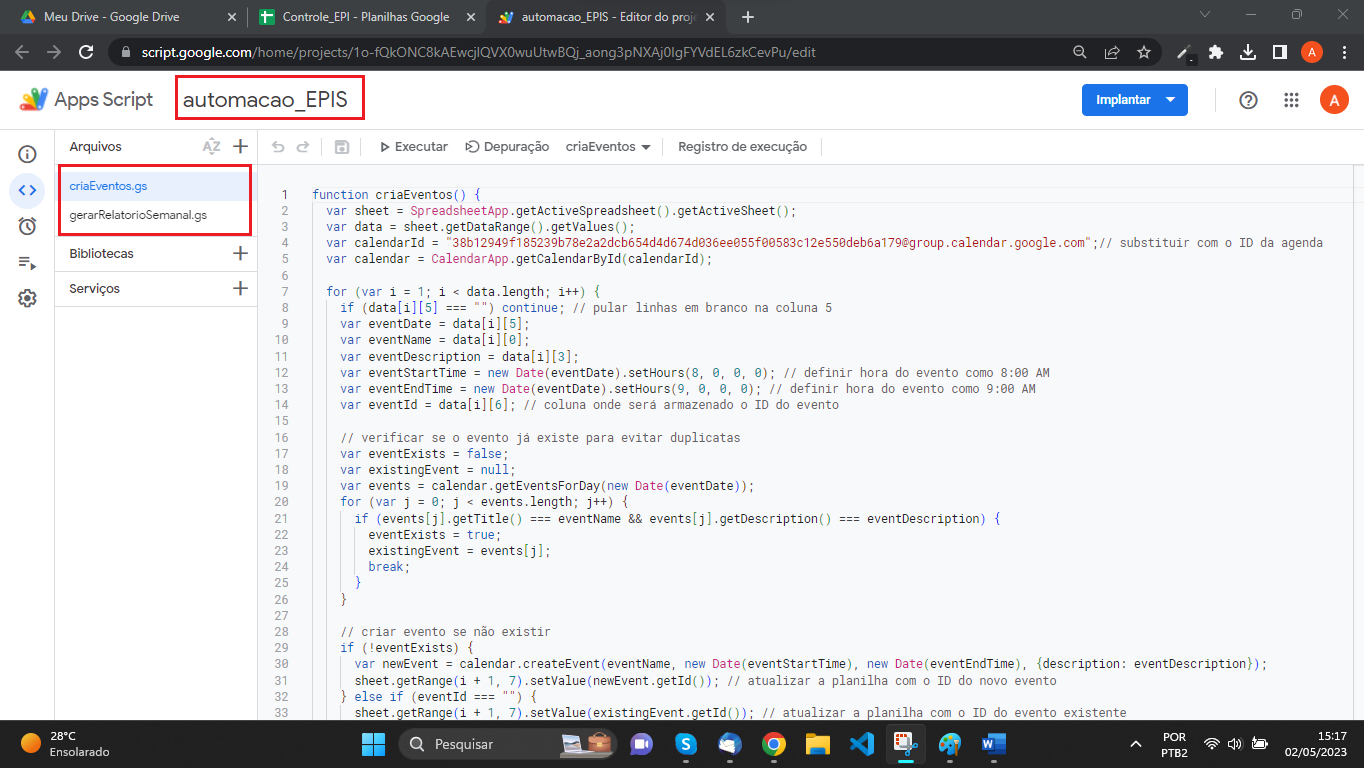 Meu Drive - Google Drive
Controle_EPI - Planilhas Google
automacao_EPIS - Editor do proj
script.google.com/home/projects/1o-fQkONC8kAEwcjlQVX0wuUtwBQj_aong3pNXAj0IgFYVdEL6zkCevPu/edit
A
Apps Script
automacao_EPIS
Implantar
A
Arquivos
AZ
Executar
Depuração
criaEventos
Registro de execução
criaEventos.gs
gerarRelatorioSemanal.gs
Bibliotecas
Serviços
1 function criaEventos() {
2 var sheet = SpreadsheetApp.getActiveSpreadsheet().getActiveSheet();
3 var data = sheet.getDataRange().getValues();
4 var calendarId = "38b12949f185239b78e2a2dcb654d4d674d036ee055f00583c12e550deb6a179@group.calendar.google.com";// substituir com o ID da agenda
5 var calendar = CalendarApp.getCalendarById(calendarId);
6
7 for (var i = 1; i < data.length; i++) {
8 if (data[i][5] === "") continue; // pular linhas em branco na coluna 5
9 var eventDate = data[i][5];
10 var eventName = data[i][0];
11 var eventDescription = data[i][3];
12 var eventStartTime = new Date(eventDate).setHours(8, 0, 0, 0); // definir hora do evento como 8:00 AM
13 var eventEndTime = new Date(eventDate).setHours(9, 0, 0, 0); // definir hora do evento como 9:00 AM
14 var eventId = data[i][6]; // coluna onde será armazenado o ID do evento
15
16 // verificar se o evento já existe para evitar duplicatas
17 var eventExists = false;
18 var existingEvent = null;
19 var events = calendar.getEventsForDay(new Date(eventDate));
20 for (var j = 0; j < events.length; j++) {
21 if (events[j].getTitle() === eventName && events[j].getDescription() === eventDescription) {
22 eventExists = true;
23 existingEvent = events[j];
24 break;
25 }
26 }
27
28 // criar evento se não existir
29 if (!eventExists) {
30 var newEvent = calendar.createEvent(eventName, new Date(eventStartTime), new Date(eventEndTime), {description: eventDescription});
31 sheet.getRange(i + 1, 7).setValue(newEvent.getId()); // atualizar a planilha com o ID do novo evento
32 } else if (eventId === "") {
33 sheet.getRange(i + 1, 7).setValue(existingEvent.getId()); // atualizar a planilha com o ID do evento existente
28°C
Ensolarado
Pesquisar
POR
PTB2
15:17
02/05/2023